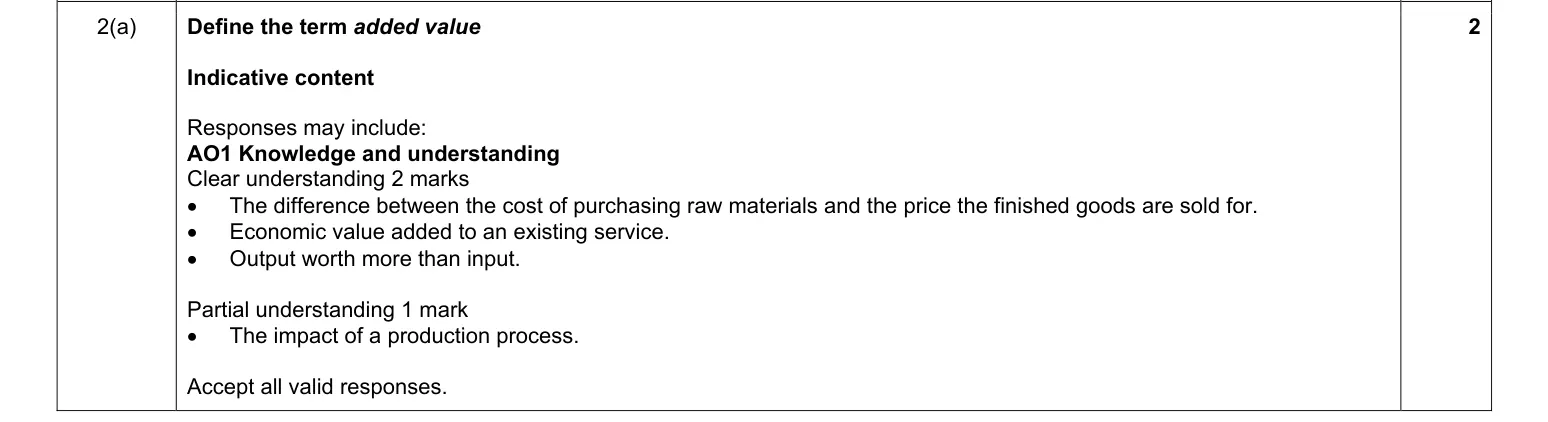 2(a)
Define the term added value
2
Indicative content
Responses may include:
AO1 Knowledge and understanding
Clear understanding 2 marks
• The difference between the cost of purchasing raw materials and the price the finished goods are sold for.
• Economic value added to an existing service.
• Output worth more than input.
Partial understanding 1 mark
• The impact of a production process.
Accept all valid responses.